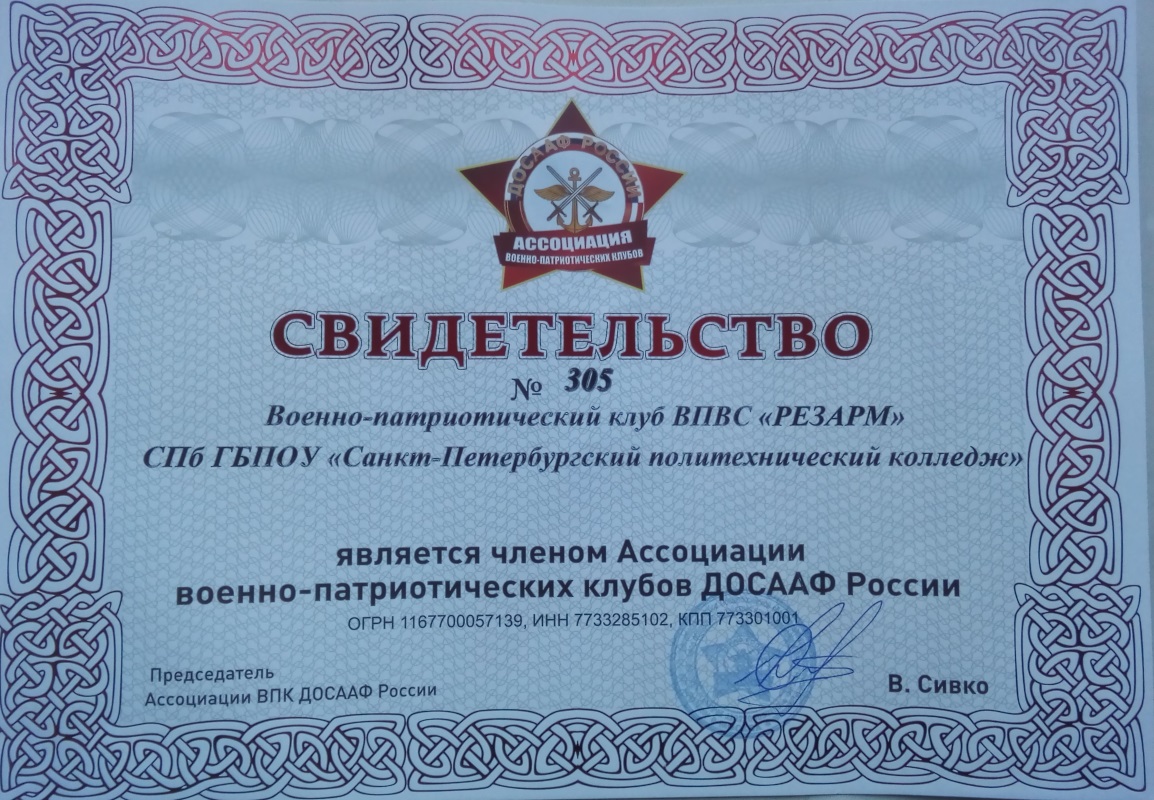 ДОСААФ РОССИИ
АССОЦИАЦИЯ
ВОЕННО-ПАТРИОТИЧЕСКИХ КЛУБОВ
СВИДЕТЕЛЬСТВО
№ 305
Военно-патриотический клуб ВПВС «РЕЗАРМ»
СПб ГБПОУ «Санкт-Петербургский политехнический колледж»
является членом Ассоциации
военно-патриотических клубов ДОСААФ России
ОГРН 1167700057139, ИНН 7733285102, КПП 773301001
Председатель
Ассоциации ВПК ДОСААФ России
В. Сивко